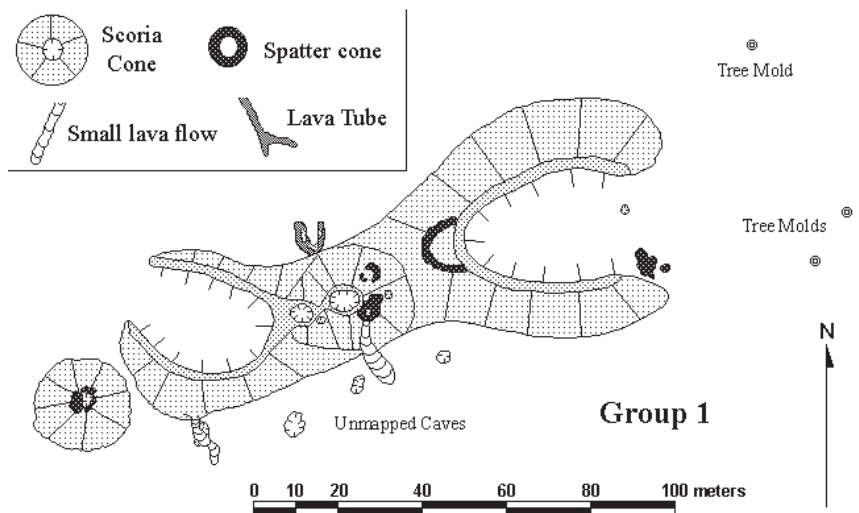 Scoria
Cone
Spatter cone
Small lava flow
Lava Tube
Tree Mold
Tree Molds
N
Group 1
Unmapped Caves
0 10 20 40 60 80 100 meters